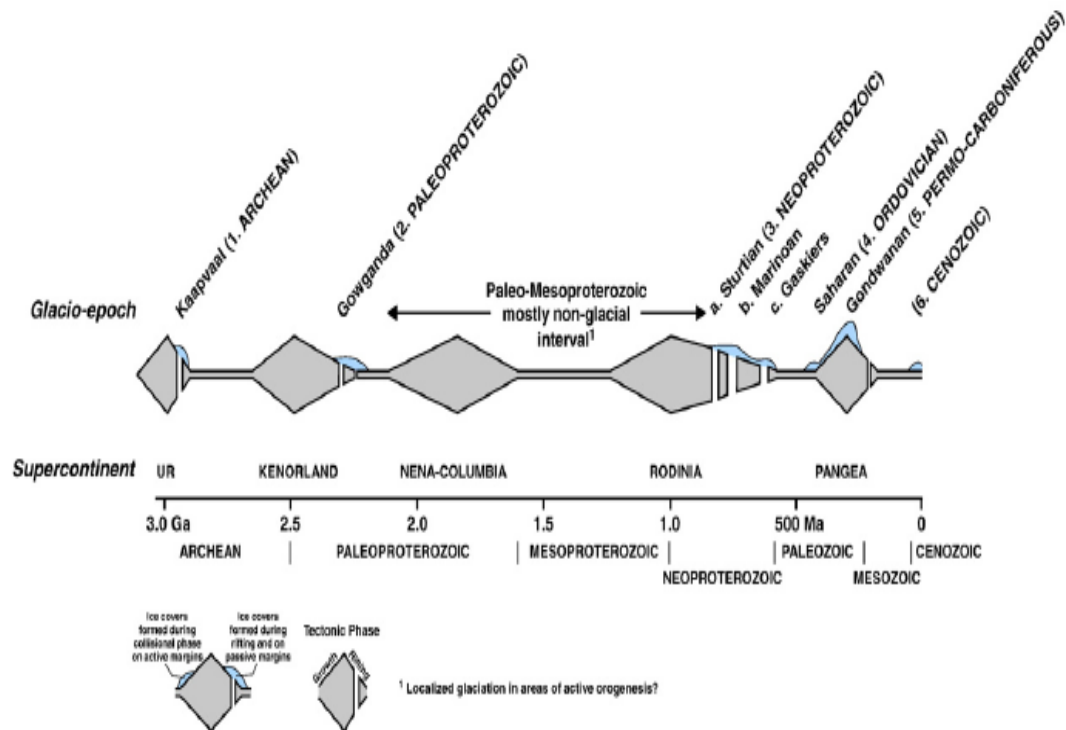 Kaapvaal (1. ARCHEAN)
Gowganda (2. PALEOPROTEROZOIC)
a. Sturtian (3. NEOPROTEROZOIC)
b. Marinoan
c. Gaskiers
Saharan (4. ORDOVICIAN)
Gondwanan (5. PERMO-CARBONIFEROUS)
(6. CENOZOIC)
Glacio-epoch
Paleo-Mesoproterozoic
mostly non-glacial
interval¹
Supercontinent
UR KENORLAND NENA-COLUMBIA RODINIA PANGEA
3.0 Ga 2.5 2.0 1.5 1.0 500 Ma 0
ARCHEAN PALEOPROTEROZOIC MESOPROTEROZOIC PALEOZOIC CENOZOIC
NEOPROTEROZOIC MESOZOIC
Ice covers
formed during
collisional phase
on active margins
Ice covers
formed during
rifting and on
passive margins
Tectonic Phase
Growth
Rifting
¹ Localized glaciation in areas of active orogenesis?